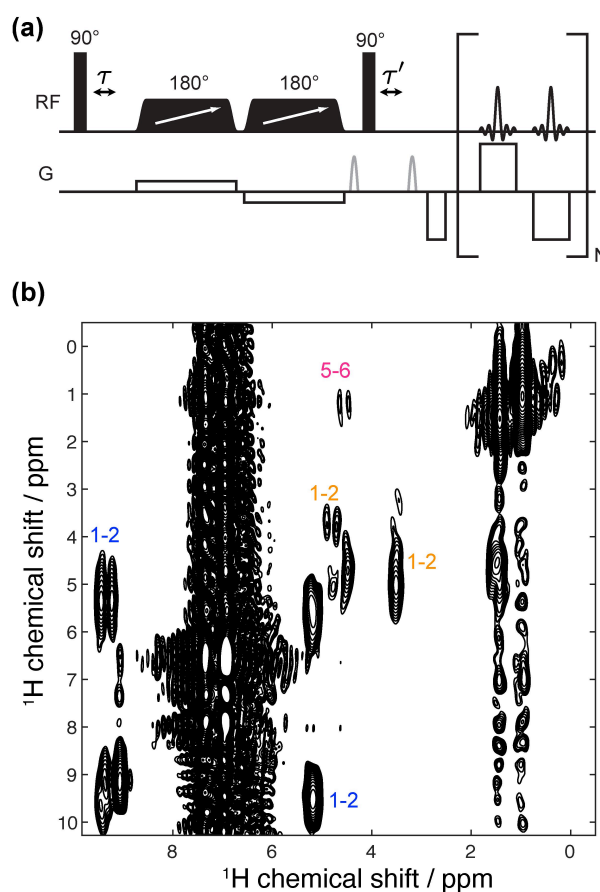 (a)
90° 90°
τ τ′
180° 180°
RF
G
N
(b)
0
1
2
3
4
5
6
7
8
9
10
¹H chemical shift / ppm
5-6
1-2
1-2
1-2
1-2
8 6 4 2 0
¹H chemical shift / ppm